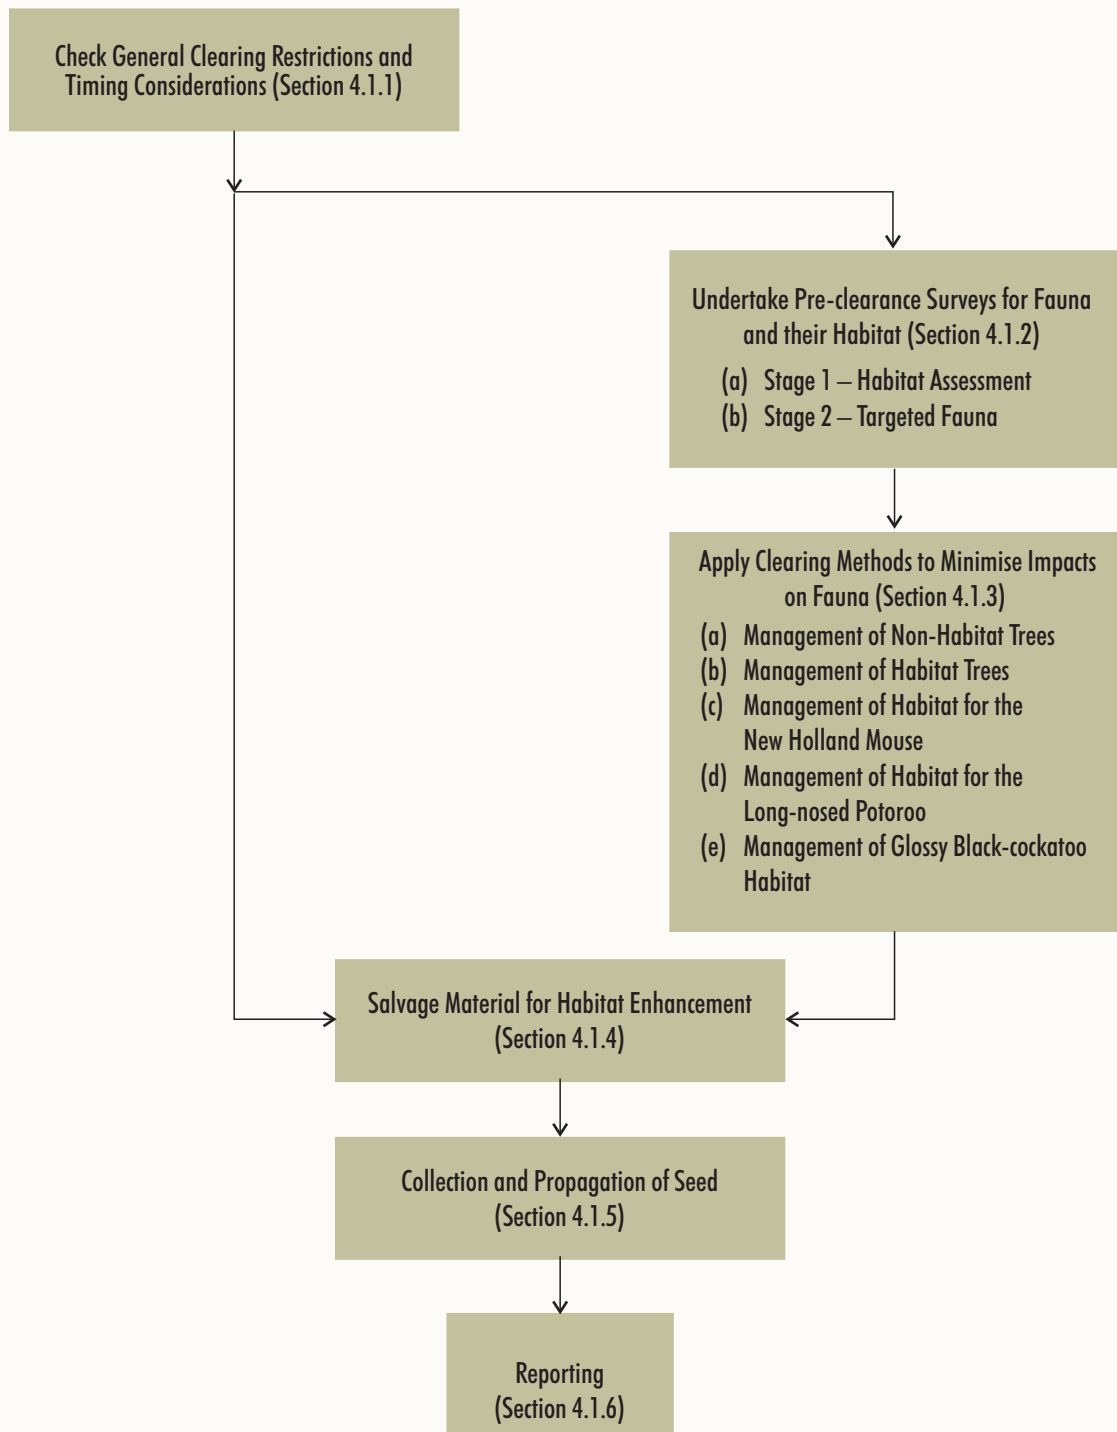 Check General Clearing Restrictions and
Timing Considerations (Section 4.1.1)
Undertake Pre-clearance Surveys for Fauna
and their Habitat (Section 4.1.2)
(a) Stage 1 – Habitat Assessment
(b) Stage 2 – Targeted Fauna
Apply Clearing Methods to Minimise Impacts
on Fauna (Section 4.1.3)
(a) Management of Non-Habitat Trees
(b) Management of Habitat Trees
(c) Management of Habitat for the
New Holland Mouse
(d) Management of Habitat for the
Long-nosed Potoroo
(e) Management of Glossy Black-cockatoo
Habitat
Salvage Material for Habitat Enhancement
(Section 4.1.4)
Collection and Propagation of Seed
(Section 4.1.5)
Reporting
(Section 4.1.6)